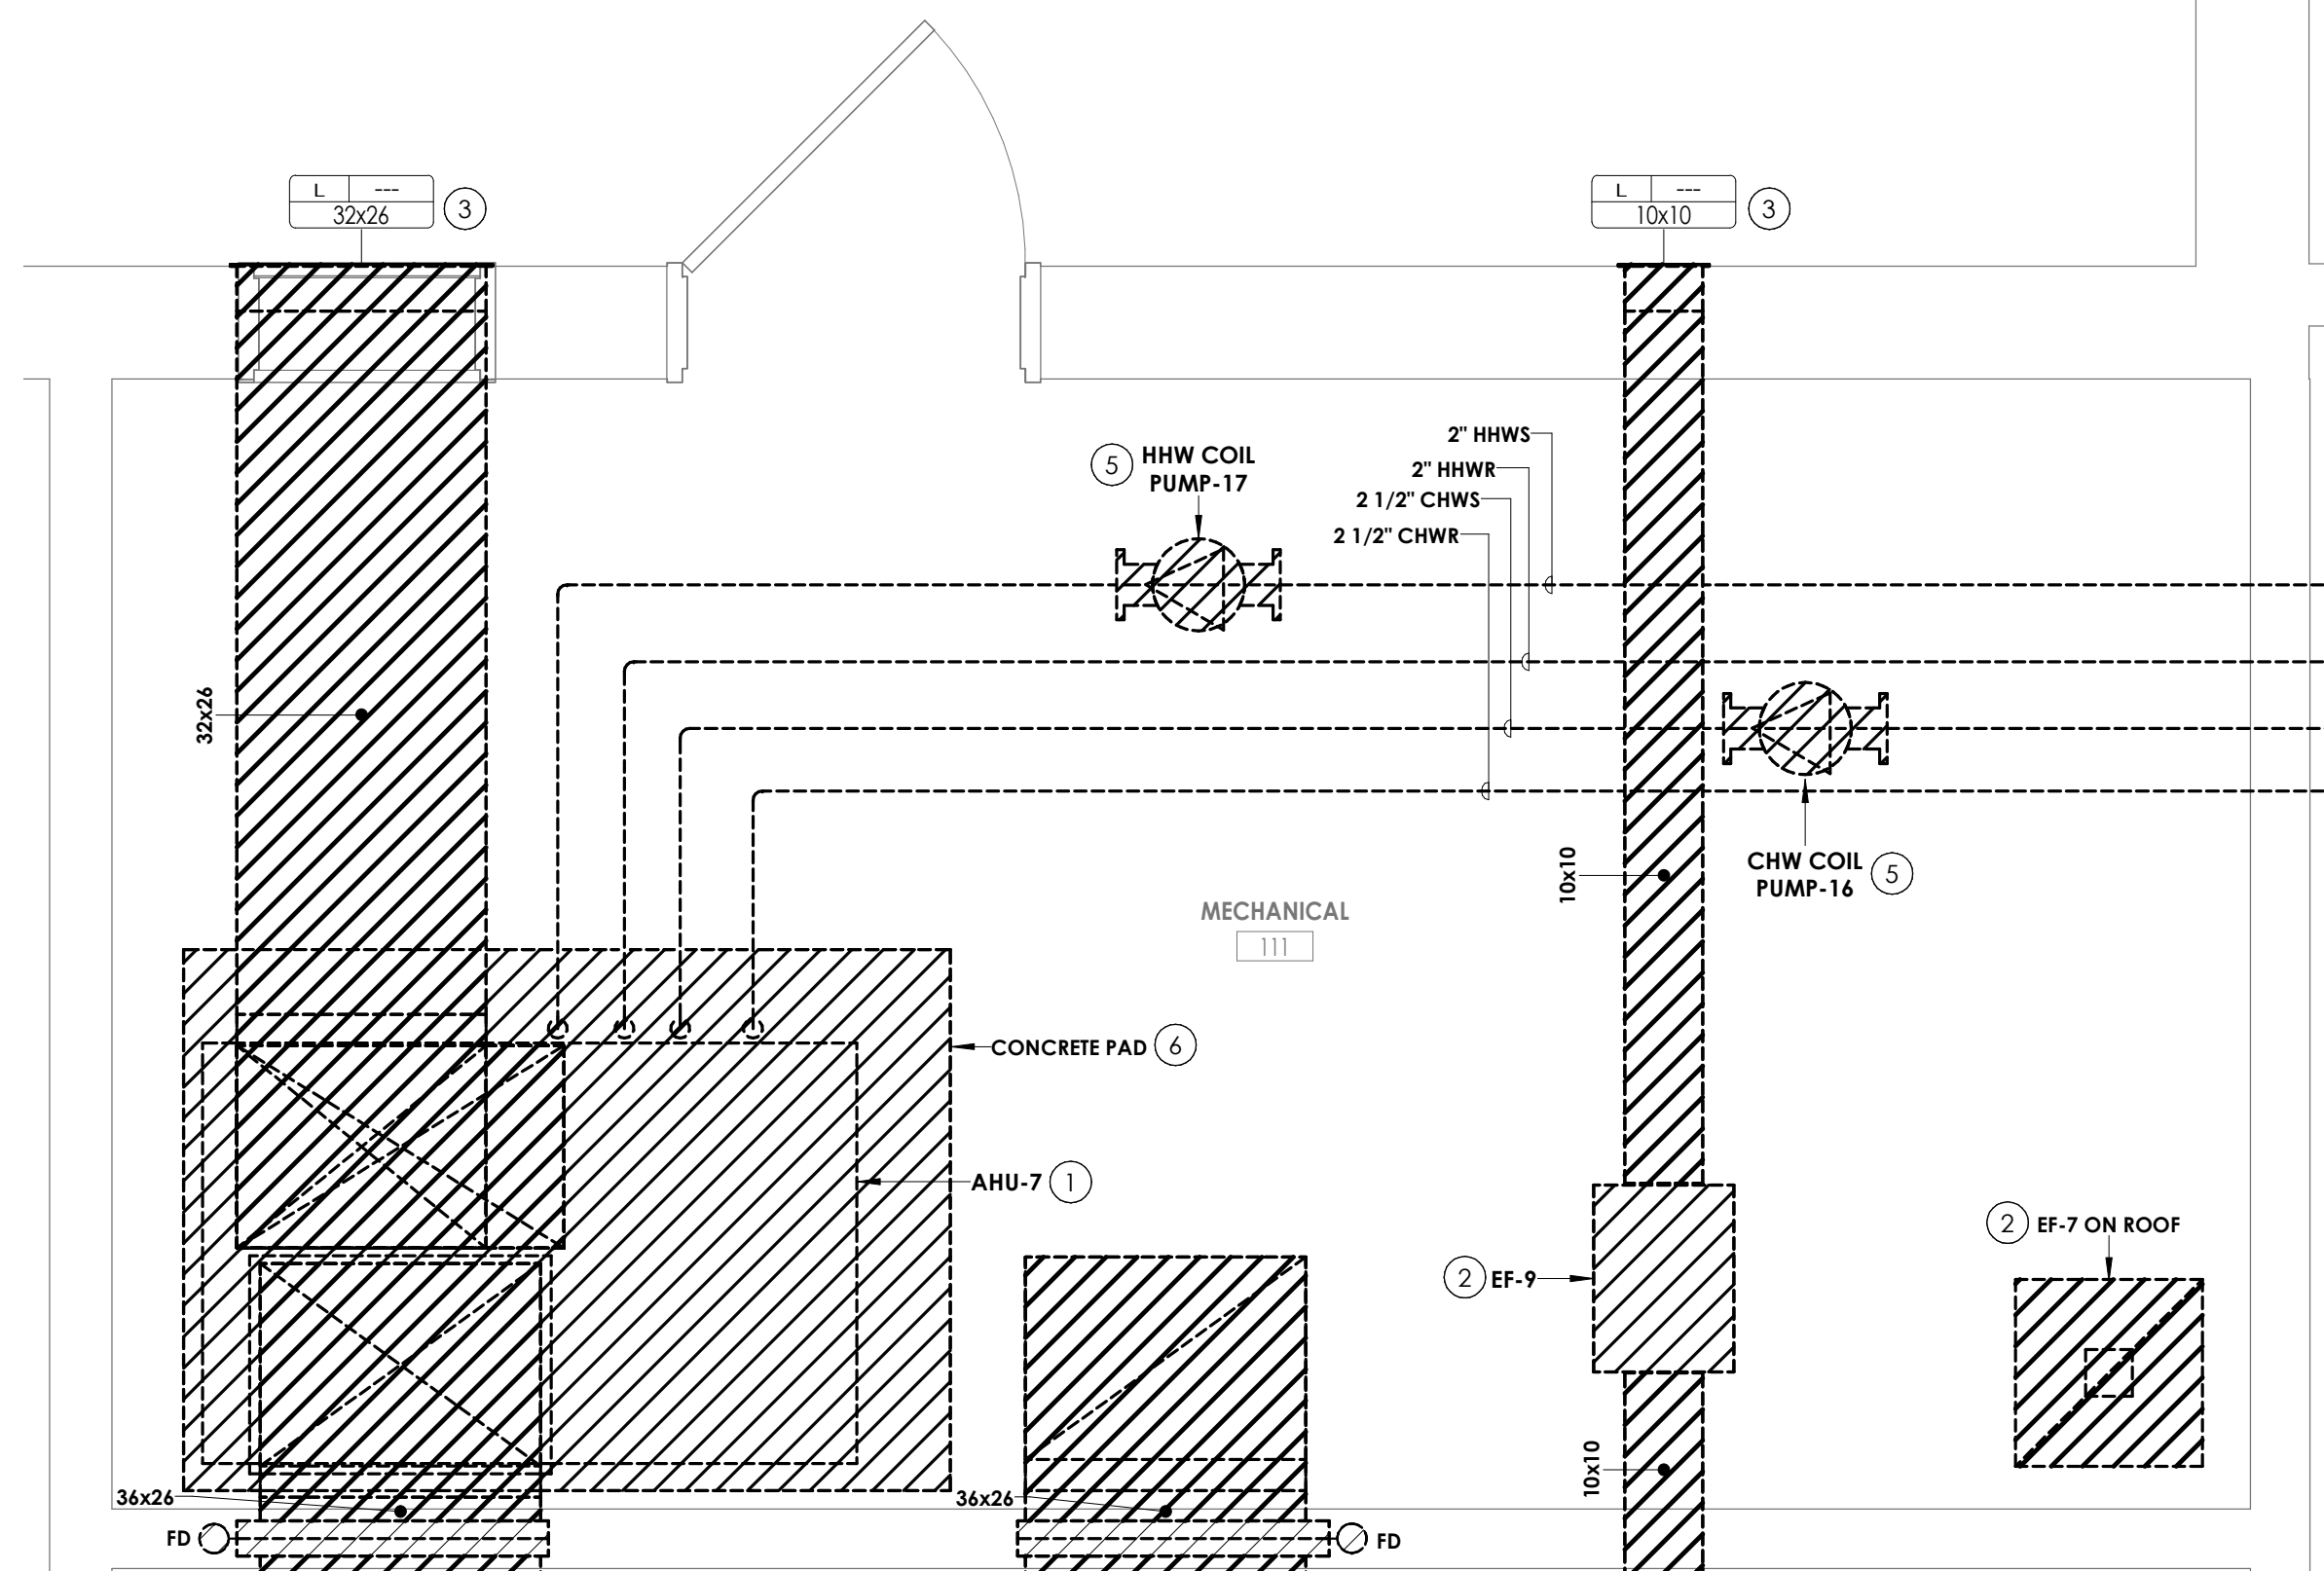 L ---
32x26
3
L ---
10x10
3
2" HHWS
2" HHWR
2 1/2" CHWS
2 1/2" CHWR
5
HHW COIL
PUMP-17
32x26
10x10
CHW COIL
PUMP-16
5
MECHANICAL
111
CONCRETE PAD 6
AHU-7 1
2 EF-9
2 EF-7 ON ROOF
10x10
36x26
36x26
FD
FD